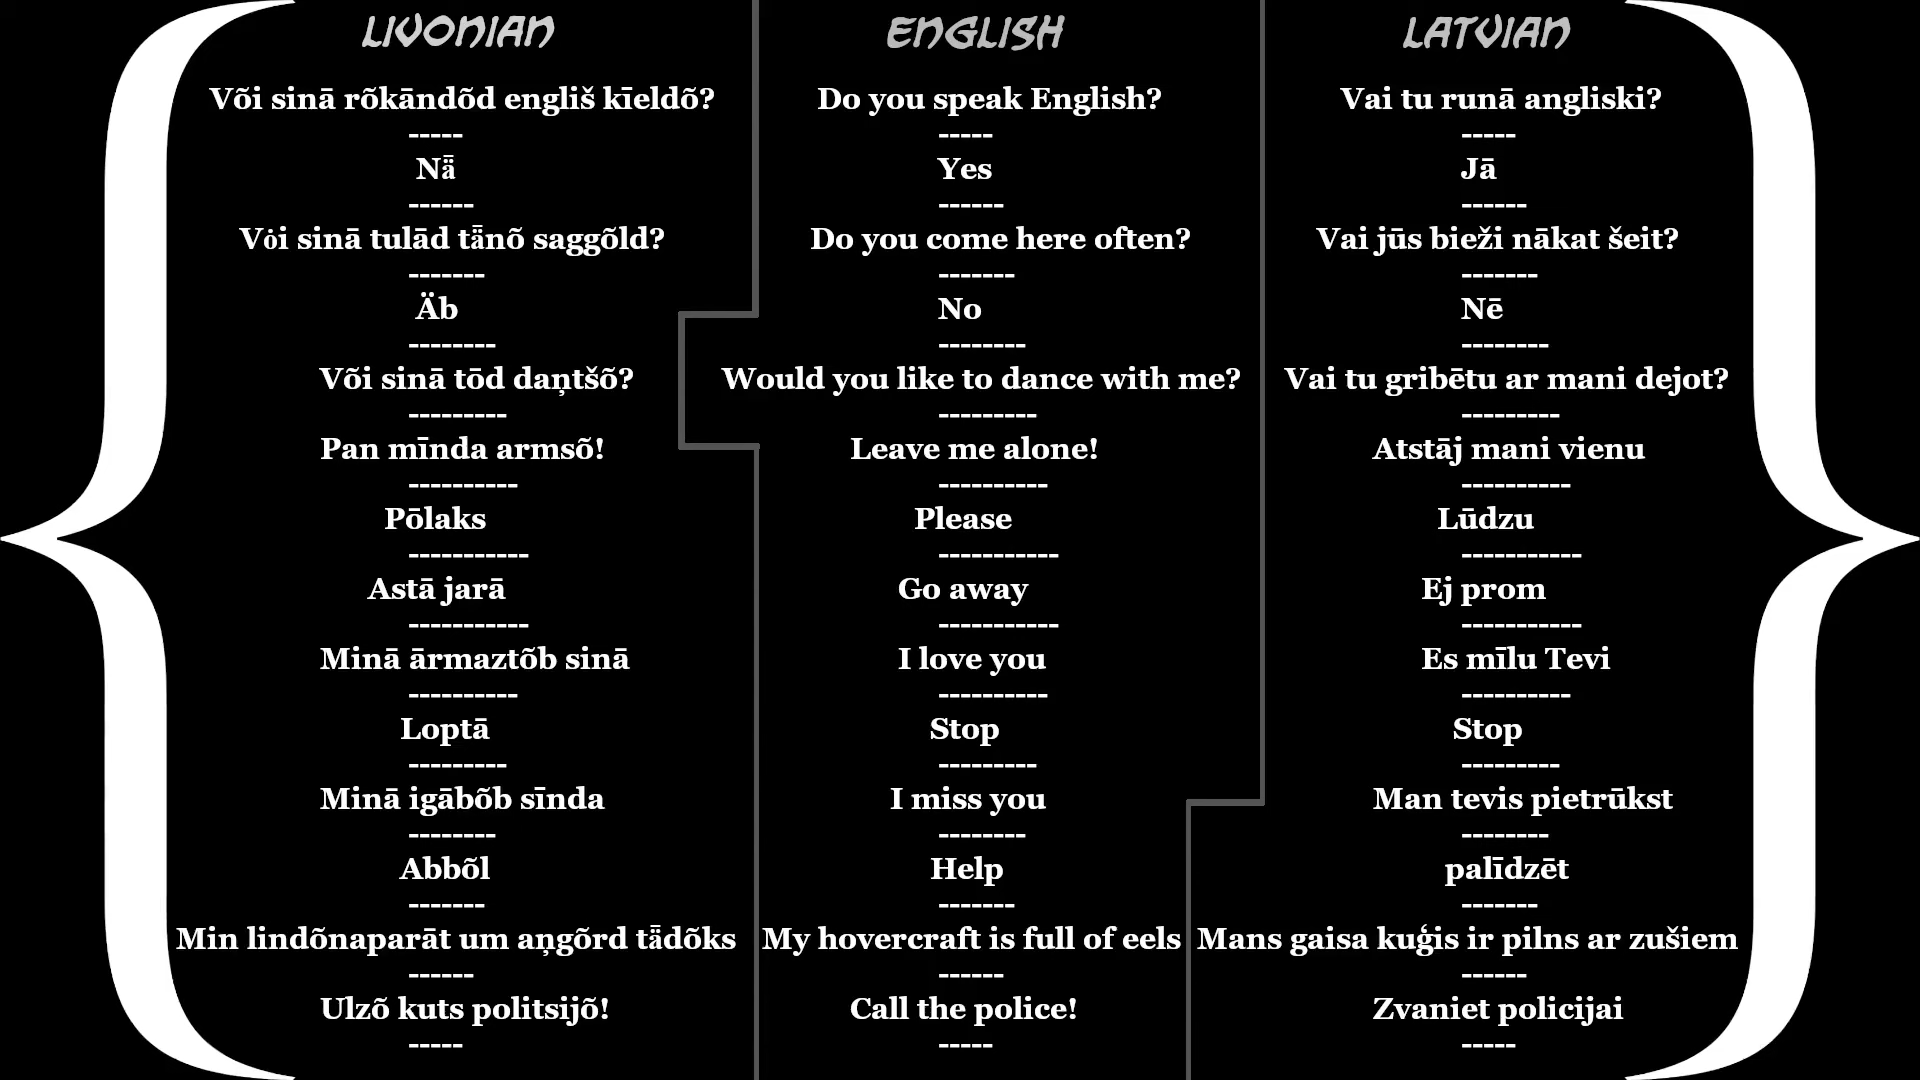 LIVONIAN ENGLISH LATVIAN
Või sinā rõkāndõd engliš kīeldõ? Do you speak English? Vai tu runā angliski?
----- ----- -----
Nǟ Yes Jā
------ ------ ------
Vȯi sinā tulād tǟnõ saggõld? Do you come here often? Vai jūs bieži nākat šeit?
------- ------- -------
Äb No Nē
-------- -------- --------
Või sinā tōd daņtšõ? Would you like to dance with me? Vai tu gribētu ar mani dejot?
--------- --------- ---------
Pan mīnda armsõ! Leave me alone! Atstāj mani vienu
---------- ---------- ----------
Pōlaks Please Lūdzu
----------- ----------- -----------
Astā jarā Go away Ej prom
----------- ----------- -----------
Minā ārmaztõb sinā I love you Es mīlu Tevi
---------- ---------- ----------
Loptā Stop Stop
--------- --------- ---------
Minā igābõb sīnda I miss you Man tevis pietrūkst
-------- -------- --------
Abbõl Help palīdzēt
------- ------- -------
Min lindõnaparāt um aņgõrd tǟdõks My hovercraft is full of eels Mans gaisa kuģis ir pilns ar zušiem
------ ------ ------
Ulzõ kuts politsijõ! Call the police! Zvaniet policijai
----- ----- -----